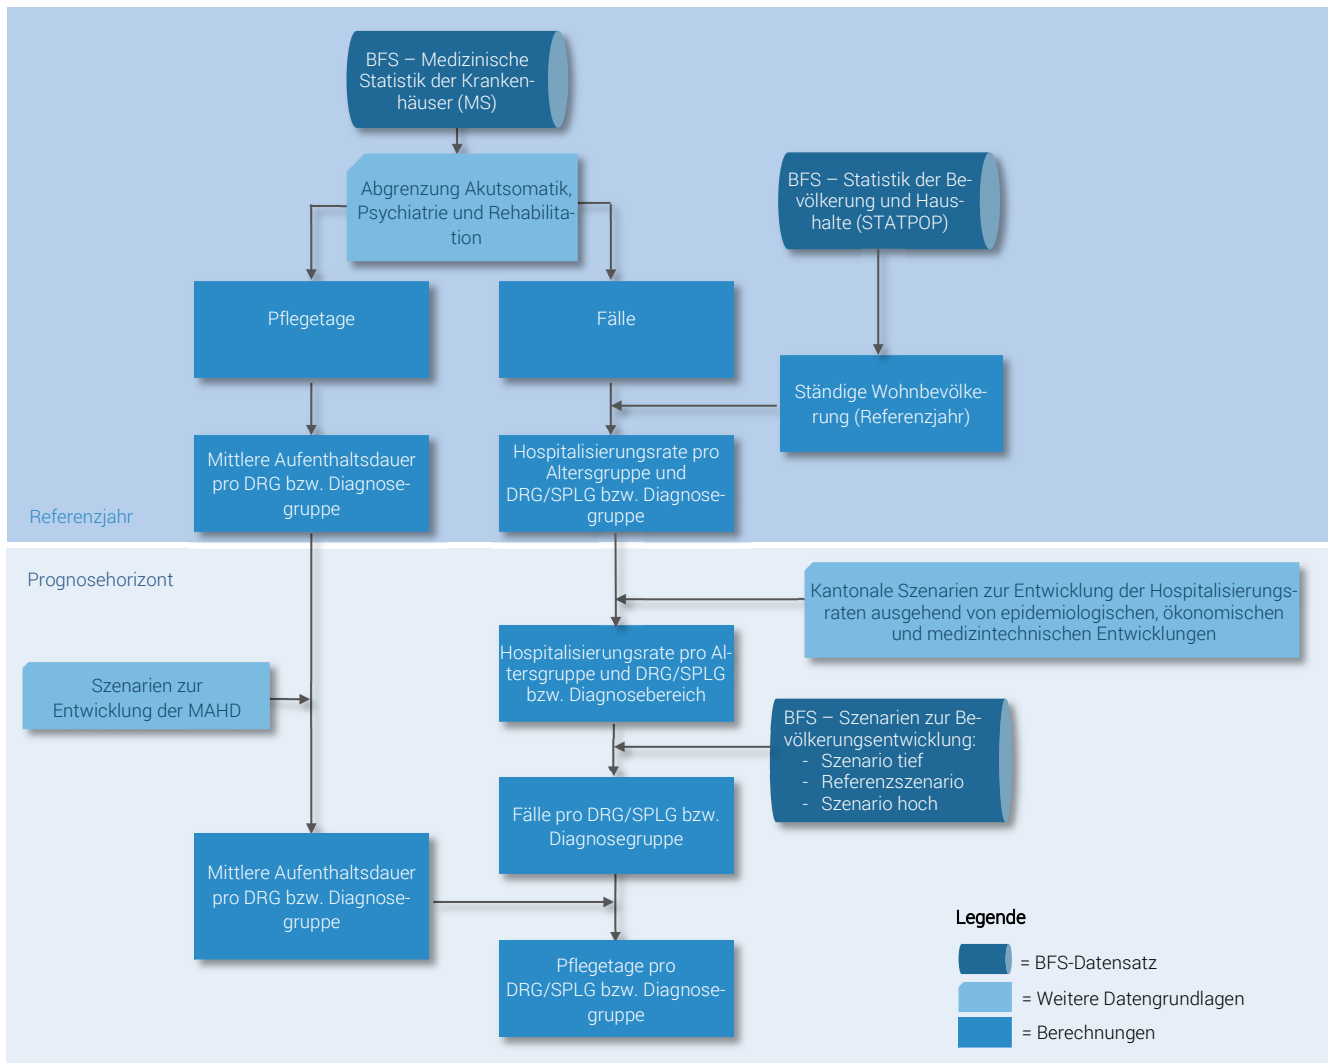 BFS – Medizinische
Statistik der Kranken-
häuser (MS)
Abgrenzung Akutsomatik,
Psychiatrie und Rehabilita-
tion
BFS – Statistik der Be-
völkerung und Haus-
halte (STATPOP)
Pflegetage
Fälle
Ständige Wohnbevölke-
rung (Referenzjahr)
Mittlere Aufenthaltsdauer
pro DRG bzw. Diagnose-
gruppe
Hospitalisierungsrate pro
Altersgruppe und
DRG/SPLG bzw. Diagnose-
gruppe
Referenzjahr
Prognosehorizont
Kantonale Szenarien zur Entwicklung der Hospitalisierungs-
raten ausgehend von epidemiologischen, ökonomischen
und medizintechnischen Entwicklungen
Hospitalisierungsrate pro Al-
tersgruppe und DRG/SPLG
bzw. Diagnosebereich
Szenarien zur
Entwicklung der MAHD
BFS – Szenarien zur Be-
völkerungsentwicklung:
- Szenario tief
- Referenzszenario
- Szenario hoch
Fälle pro DRG/SPLG bzw.
Diagnosegruppe
Mittlere Aufenthaltsdauer
pro DRG bzw. Diagnose-
gruppe
Pflegetage pro
DRG/SPLG bzw. Diagnose-
gruppe
Legende
= BFS-Datensatz
= Weitere Datengrundlagen
= Berechnungen